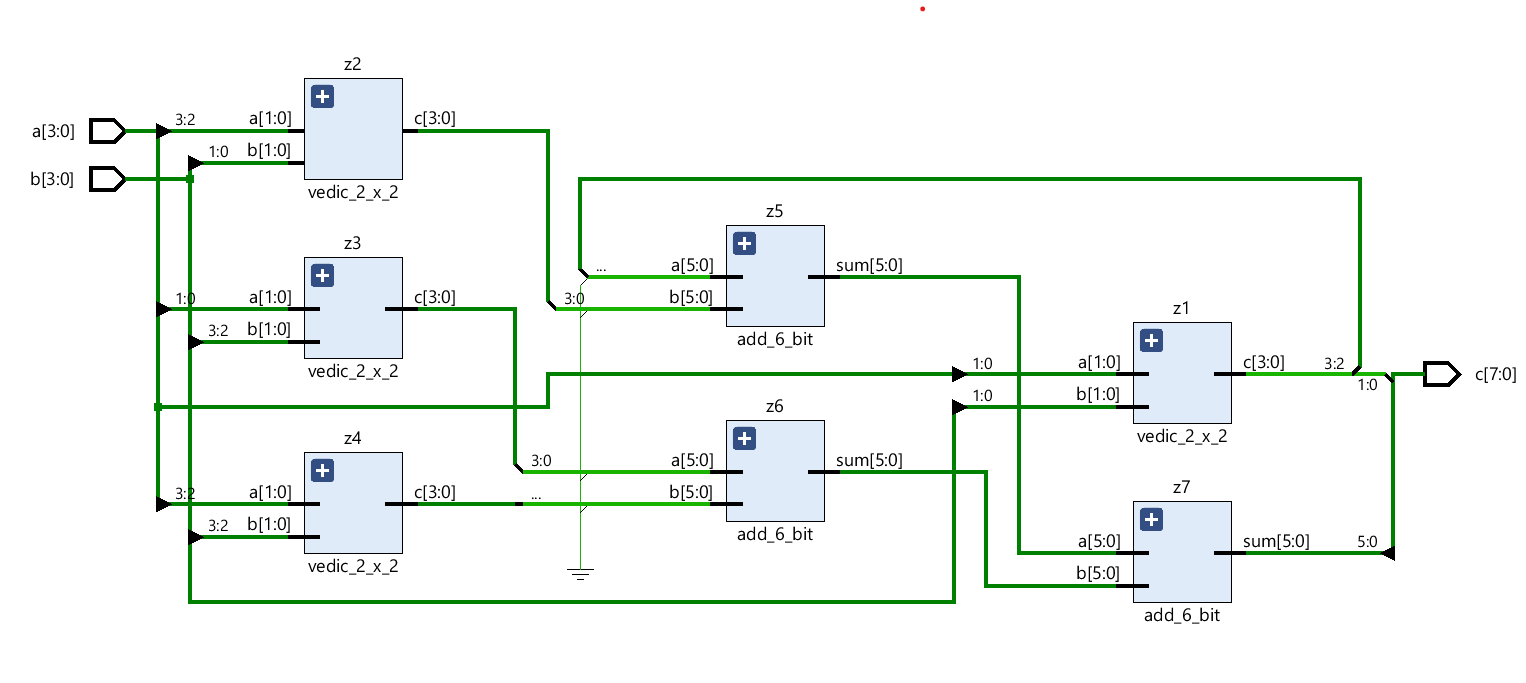 z2
a[3:0]
3:2
a[1:0]
c[3:0]
1:0
b[1:0]
b[3:0]
vedic_2_x_2
z3
1:0
a[1:0]
c[3:0]
3:2
b[1:0]
vedic_2_x_2
z4
3:2
a[1:0]
c[3:0]
...
3:2
b[1:0]
vedic_2_x_2
z5
...
a[5:0]
sum[5:0]
3:0
b[5:0]
add_6_bit
z6
3:0
a[5:0]
sum[5:0]
b[5:0]
add_6_bit
z1
1:0
a[1:0]
c[3:0]
3:2
1:0
c[7:0]
1:0
b[1:0]
vedic_2_x_2
z7
a[5:0]
sum[5:0]
5:0
b[5:0]
add_6_bit